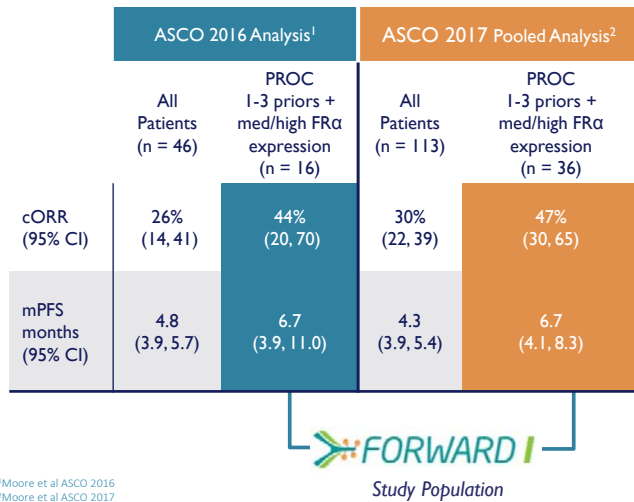 ASCO 2016 Analysis¹
ASCO 2017 Pooled Analysis²
All
Patients
(n = 46)
PROC
1-3 priors +
med/high FRα
expression
(n = 16)
All
Patients
(n = 113)
PROC
1-3 priors +
med/high FRα
expression
(n = 36)
cORR
(95% CI)
26%
(14, 41)
44%
(20, 70)
30%
(22, 39)
47%
(30, 65)
mPFS
months
(95% CI)
4.8
(3.9, 5.7)
6.7
(3.9, 11.0)
4.3
(3.9, 5.4)
6.7
(4.1, 8.3)
FORWARD I
Study Population
¹Moore et al ASCO 2016
²Moore et al ASCO 2017